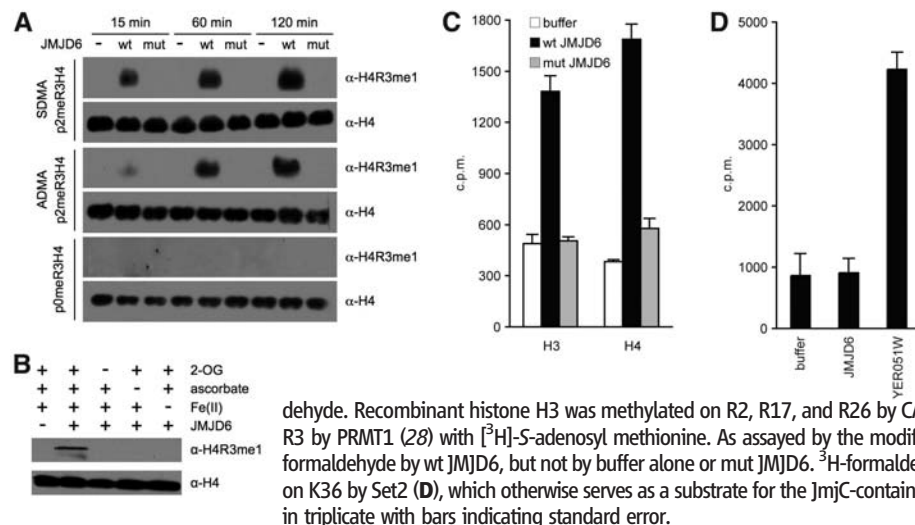 A
15 min 60 min 120 min
JMJD6 - wt mut - wt mut - wt mut
SDMA p2meR3H4
α-H4R3me1
α-H4
ADMA p2meR3H4
α-H4R3me1
α-H4
p0meR3H4
α-H4R3me1
α-H4
B
+ + - + + 2-OG
+ + + - + ascorbate
+ + + + - Fe(II)
- + + + + JMJD6
α-H4R3me1
α-H4
C
1800
1500
1200
900
600
300
0
c.p.m.
buffer
wt JMJD6
mut JMJD6
H3 H4
D
5000
4000
3000
2000
1000
0
c.p.m.
buffer
JMJD6
YER051W
dehyde. Recombinant histone H3 was methylated on R2, R17, and R26 by CA
R3 by PRMT1 (28) with [³H]-S-adenosyl methionine. As assayed by the modif
formaldehyde by wt JMJD6, but not by buffer alone or mut JMJD6. ³H-formalde
on K36 by Set2 (D), which otherwise serves as a substrate for the JmjC-contain
in triplicate with bars indicating standard error.